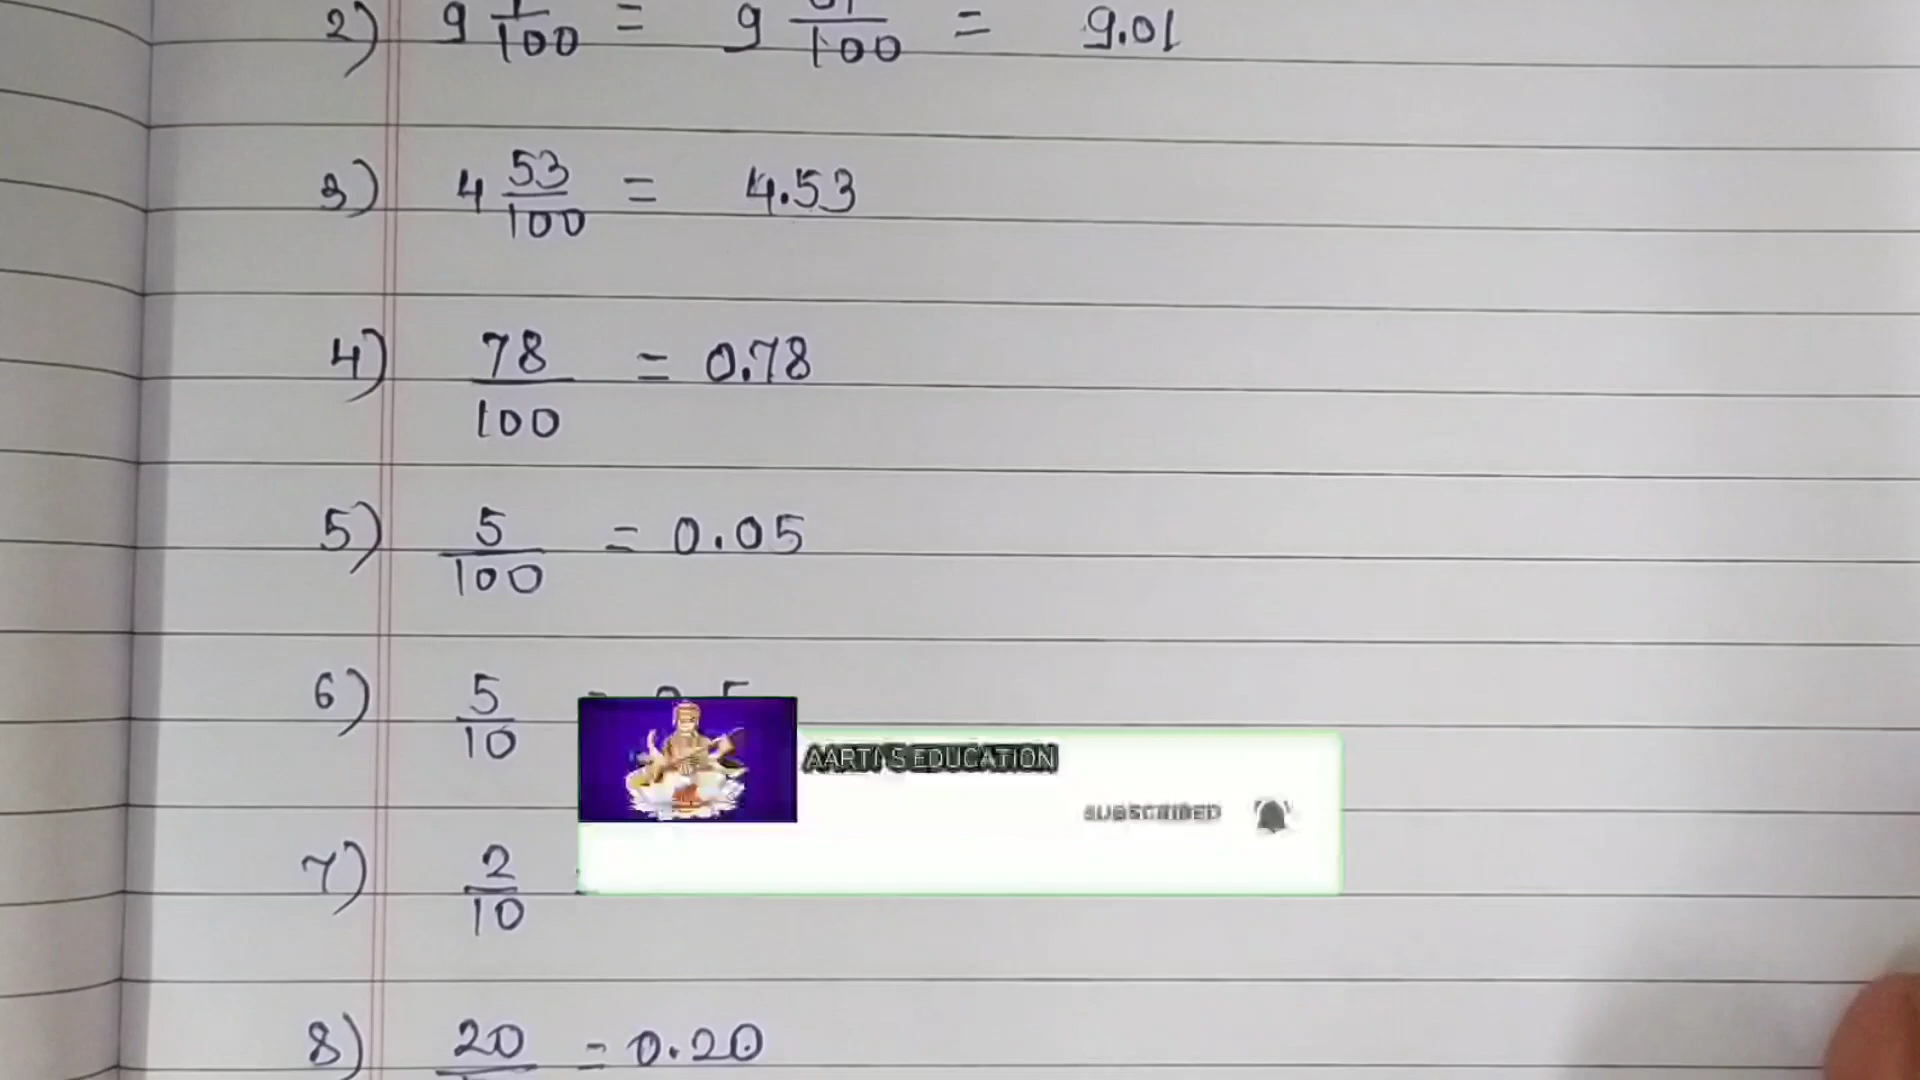 2) 9 1/100 = 9 01/100 = 9.01
3) 4 53/100 = 4.53
4) 78/100 = 0.78
5) 5/100 = 0.05
6) 5/10 = 0.5
AARTI'S EDUCATION
SUBSCRIBED
7) 2/10
8) 20 = 0.20